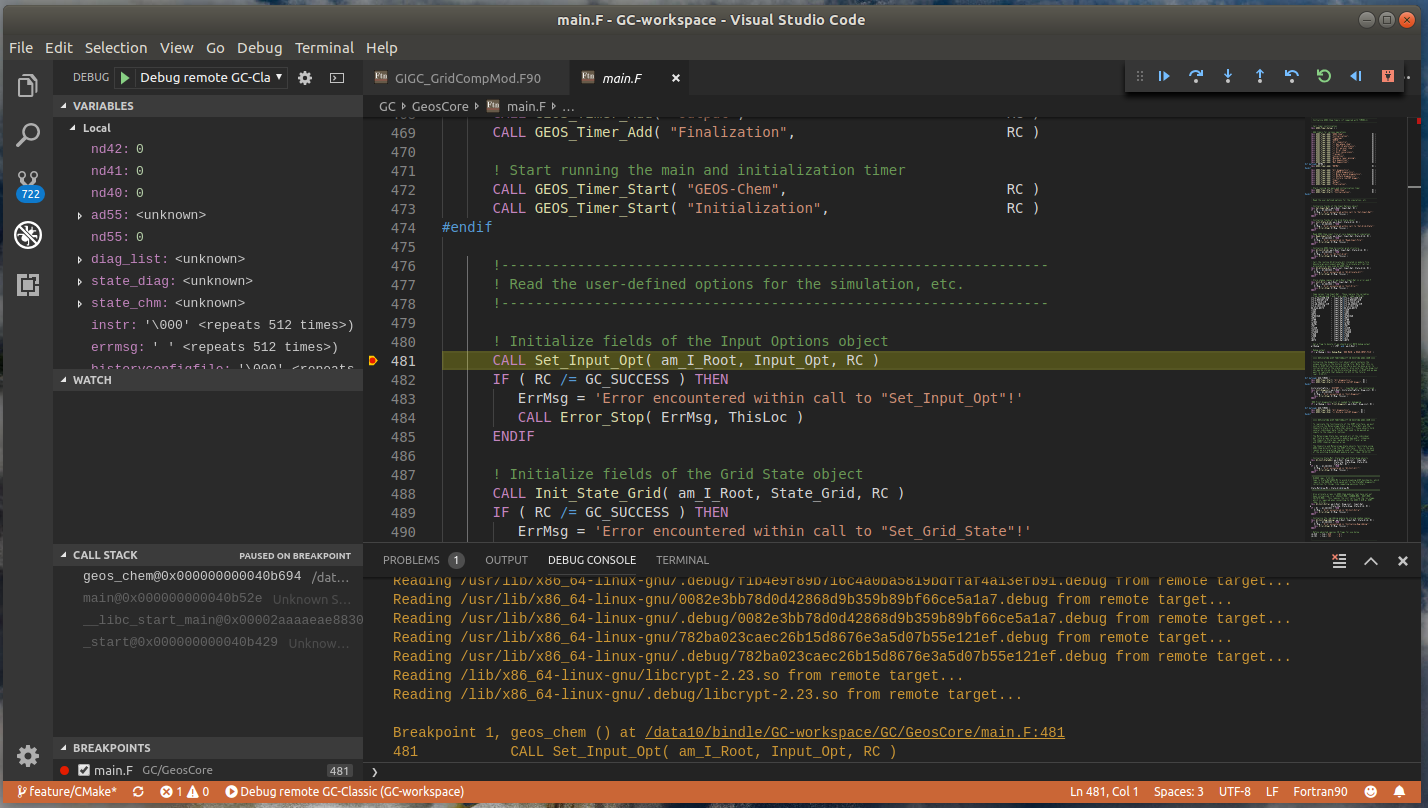 main.F - GC-workspace - Visual Studio Code
File Edit Selection View Go Debug Terminal Help
DEBUG Debug remote GC-Cla
VARIABLES
Local
nd42: 0
nd41: 0
nd40: 0
ad55: <unknown>
nd55: 0
diag_list: <unknown>
state_diag: <unknown>
state_chm: <unknown>
instr: '\000' <repeats 512 times>)
errmsg: ' ' <repeats 512 times>)
historyconfigfile: '\000' <repeats
WATCH
CALL STACK PAUSED ON BREAKPOINT
geos_chem@0x000000000040b694 /dat…
main@0x000000000040b52e Unknown S…
__libc_start_main@0x00002aaaaeae8830
_start@0x000000000040b429 Unknow…
BREAKPOINTS
main.F GC/GeosCore 481
722
GIGC_GridCompMod.F90 main.F
GC GeosCore main.F …
469 CALL GEOS_Timer_Add( "Finalization", RC )
470
471 ! Start running the main and initialization timer
472 CALL GEOS_Timer_Start( "GEOS-Chem", RC )
473 CALL GEOS_Timer_Start( "Initialization", RC )
474 #endif
475
476 !-----------------------------------------------------------------
477 ! Read the user-defined options for the simulation, etc.
478 !-----------------------------------------------------------------
479
480 ! Initialize fields of the Input Options object
481 CALL Set_Input_Opt( am_I_Root, Input_Opt, RC )
482 IF ( RC /= GC_SUCCESS ) THEN
483 ErrMsg = 'Error encountered within call to "Set_Input_Opt"!'
484 CALL Error_Stop( ErrMsg, ThisLoc )
485 ENDIF
486
487 ! Initialize fields of the Grid State object
488 CALL Init_State_Grid( am_I_Root, State_Grid, RC )
489 IF ( RC /= GC_SUCCESS ) THEN
490 ErrMsg = 'Error encountered within call to "Set_Grid_State"!'
PROBLEMS 1 OUTPUT DEBUG CONSOLE TERMINAL
Reading /usr/lib/x86_64-linux-gnu/0082e3bb78d0d42868d9b359b89bf66ce5a1a7.debug from remote target...
Reading /usr/lib/x86_64-linux-gnu/.debug/0082e3bb78d0d42868d9b359b89bf66ce5a1a7.debug from remote target...
Reading /usr/lib/x86_64-linux-gnu/782ba023caec26b15d8676e3a5d07b55e121ef.debug from remote target...
Reading /usr/lib/x86_64-linux-gnu/.debug/782ba023caec26b15d8676e3a5d07b55e121ef.debug from remote target...
Reading /lib/x86_64-linux-gnu/libcrypt-2.23.so from remote target...
Reading /lib/x86_64-linux-gnu/.debug/libcrypt-2.23.so from remote target...
Breakpoint 1, geos_chem () at /data10/bindle/GC-workspace/GC/GeosCore/main.F:481
481 CALL Set_Input_Opt( am_I_Root, Input_Opt, RC )
feature/CMake* 1 0 Debug remote GC-Classic (GC-workspace) Ln 481, Col 1 Spaces: 3 UTF-8 LF Fortran90